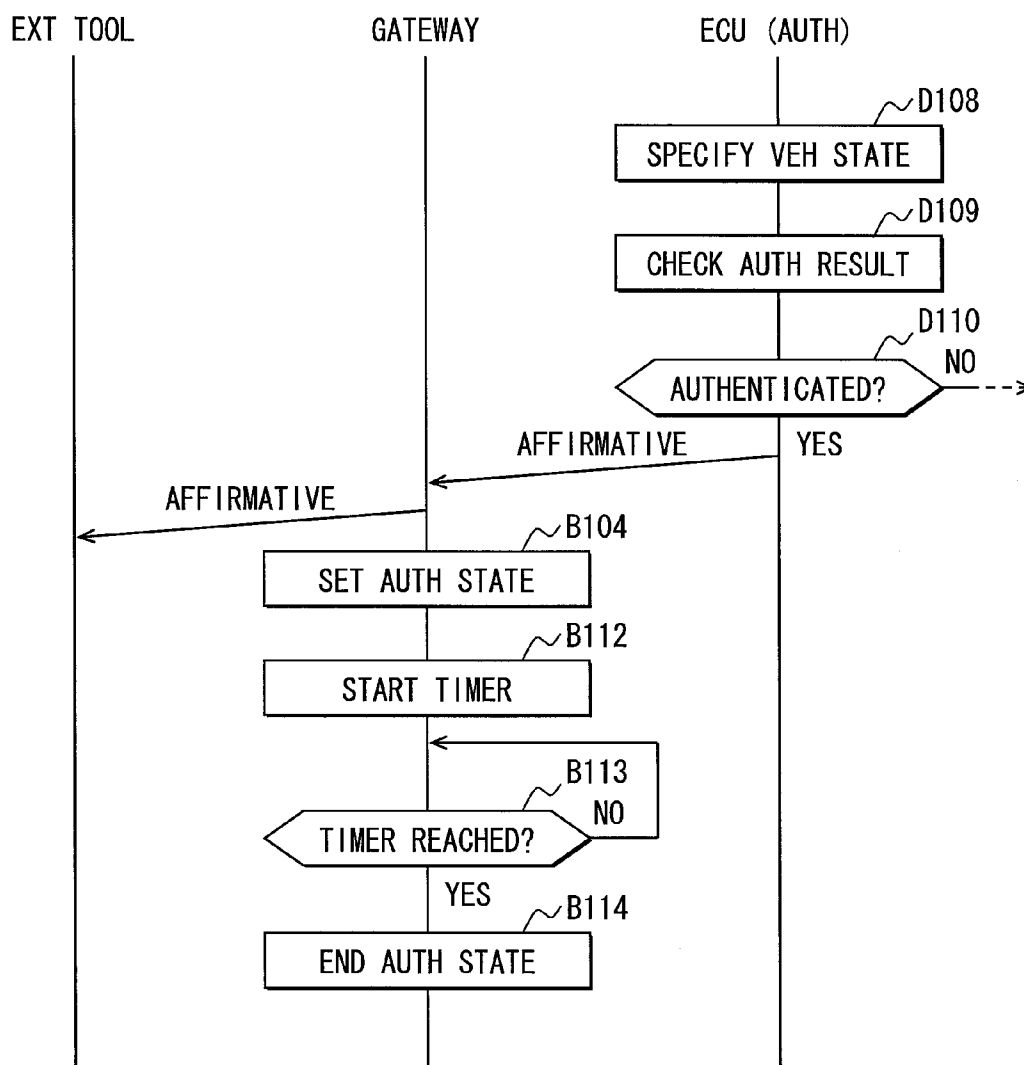 EXT TOOL
GATEWAY
ECU (AUTH)
D108
SPECIFY VEH STATE
D109
CHECK AUTH RESULT
D110
NO
AUTHENTICATED?
YES
AFFIRMATIVE
AFFIRMATIVE
B104
SET AUTH STATE
B112
START TIMER
B113
NO
TIMER REACHED?
YES
B114
END AUTH STATE